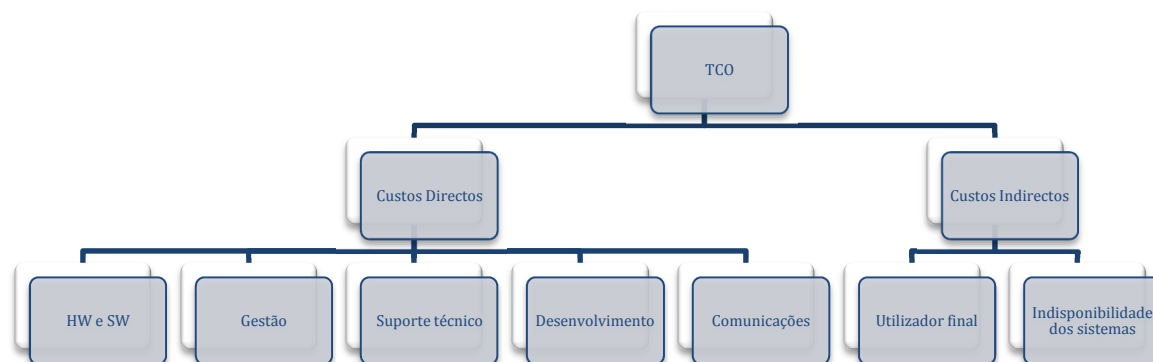 TCO
Custos Directos
Custos Indirectos
HW e SW
Gestão
Suporte técnico
Desenvolvimento
Comunicações
Utilizador final
Indisponibilidade
dos sistemas